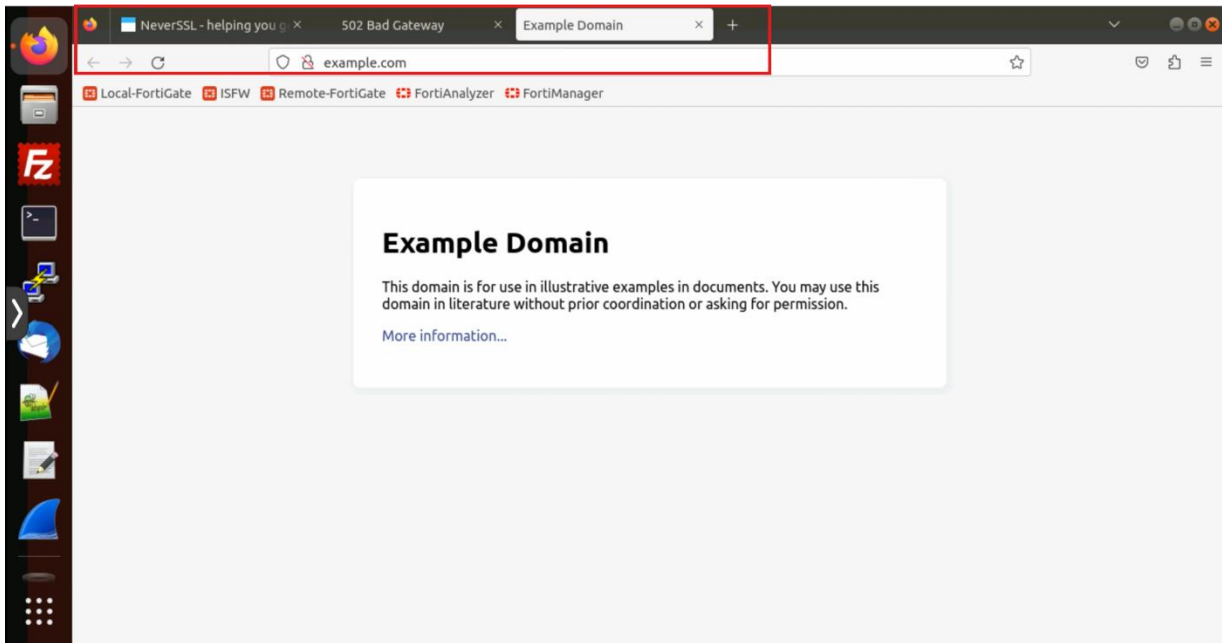 NeverSSL - helping you g
502 Bad Gateway
Example Domain
example.com
Local-FortiGate ISFW Remote-FortiGate FortiAnalyzer FortiManager
Fz
>_
Example Domain
This domain is for use in illustrative examples in documents. You may use this
domain in literature without prior coordination or asking for permission.
More information...